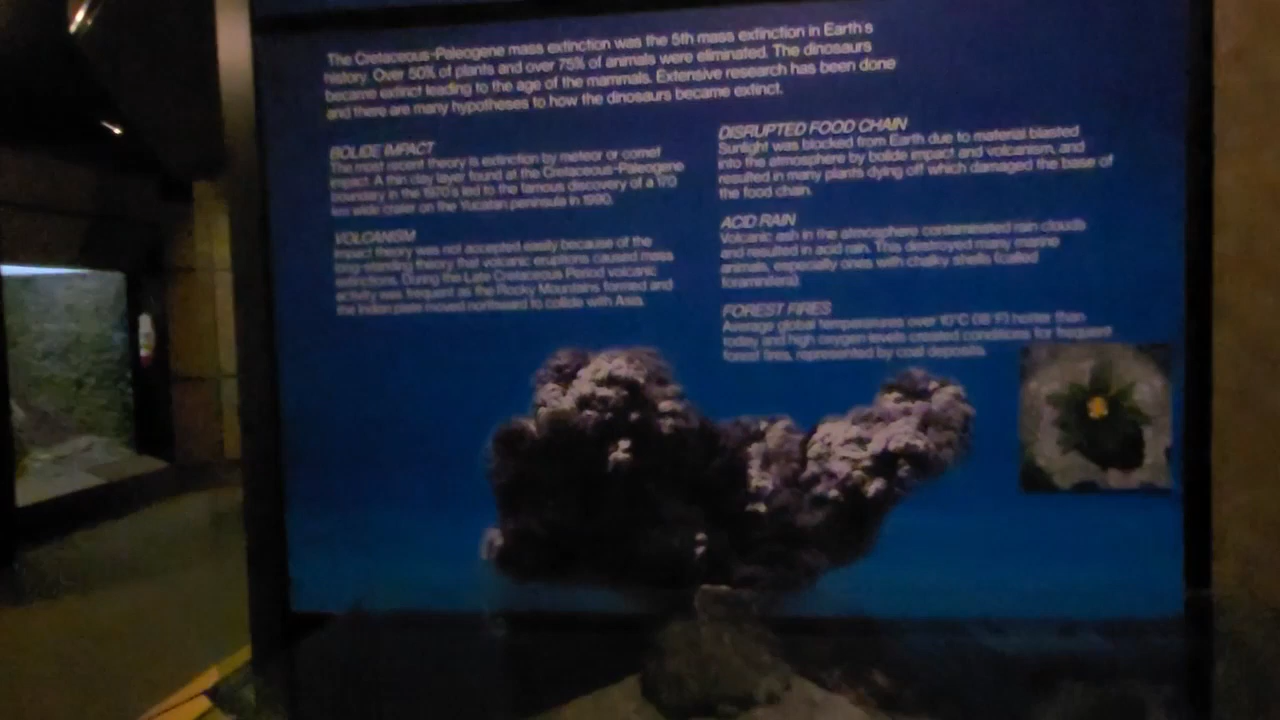 The Cretaceous-Paleogene mass extinction was the 5th mass extinction in Earth's
history. Over 50% of plants and over 75% of animals were eliminated. The dinosaurs
became extinct leading to the age of the mammals. Extensive research has been done
and there are many hypotheses to how the dinosaurs became extinct.
BOLIDE IMPACT
The most recent theory is extinction by meteor or comet
impact. A thin clay layer found at the Cretaceous-Paleogene
boundary in the 1970's led to the famous discovery of a 170
km wide crater on the Yucatan peninsula in 1990.
VOLCANISM
Impact theory was not accepted easily because of the
long-standing theory that volcanic eruptions caused mass
extinctions. During the Late Cretaceous Period volcanic
activity was frequent as the Rocky Mountains formed and
the Indian plate moved northward to collide with Asia.
DISRUPTED FOOD CHAIN
Sunlight was blocked from Earth due to material blasted
into the atmosphere by bolide impact and volcanism, and
resulted in many plants dying off which damaged the base of
the food chain.
ACID RAIN
Volcanic ash in the atmosphere contaminated rain clouds
and resulted in acid rain. This destroyed many marine
animals, especially ones with chalky shells (called
foraminifera).
FOREST FIRES
Average global temperatures over 10°C (18°F) hotter than
today and high oxygen levels created conditions for frequent
forest fires, represented by coal deposits.